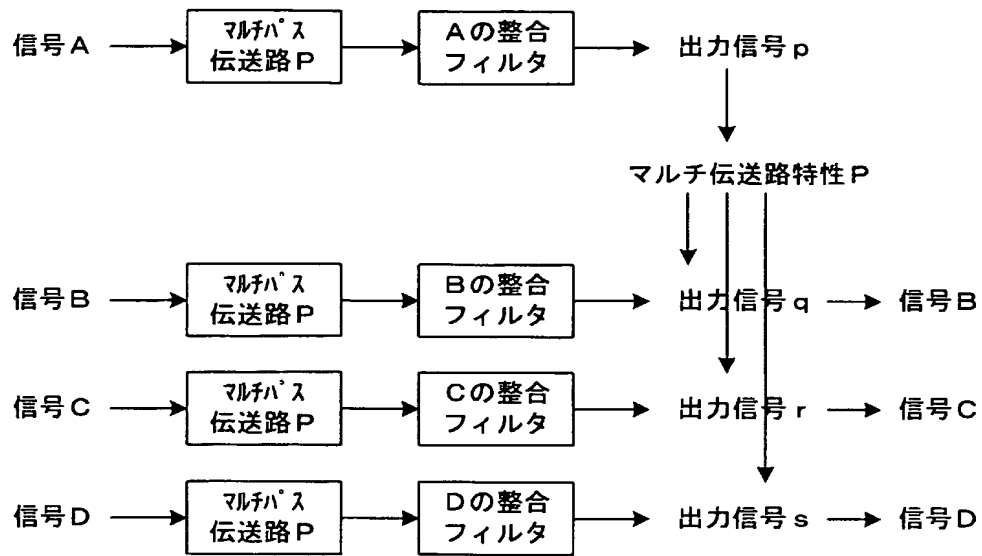 信号A
マルチパス
伝送路P
Aの整合
フィルタ
出力信号p
マルチ伝送路特性P
信号B
マルチパス
伝送路P
Bの整合
フィルタ
出力信号q
信号B
信号C
マルチパス
伝送路P
Cの整合
フィルタ
出力信号r
信号C
信号D
マルチパス
伝送路P
Dの整合
フィルタ
出力信号s
信号D